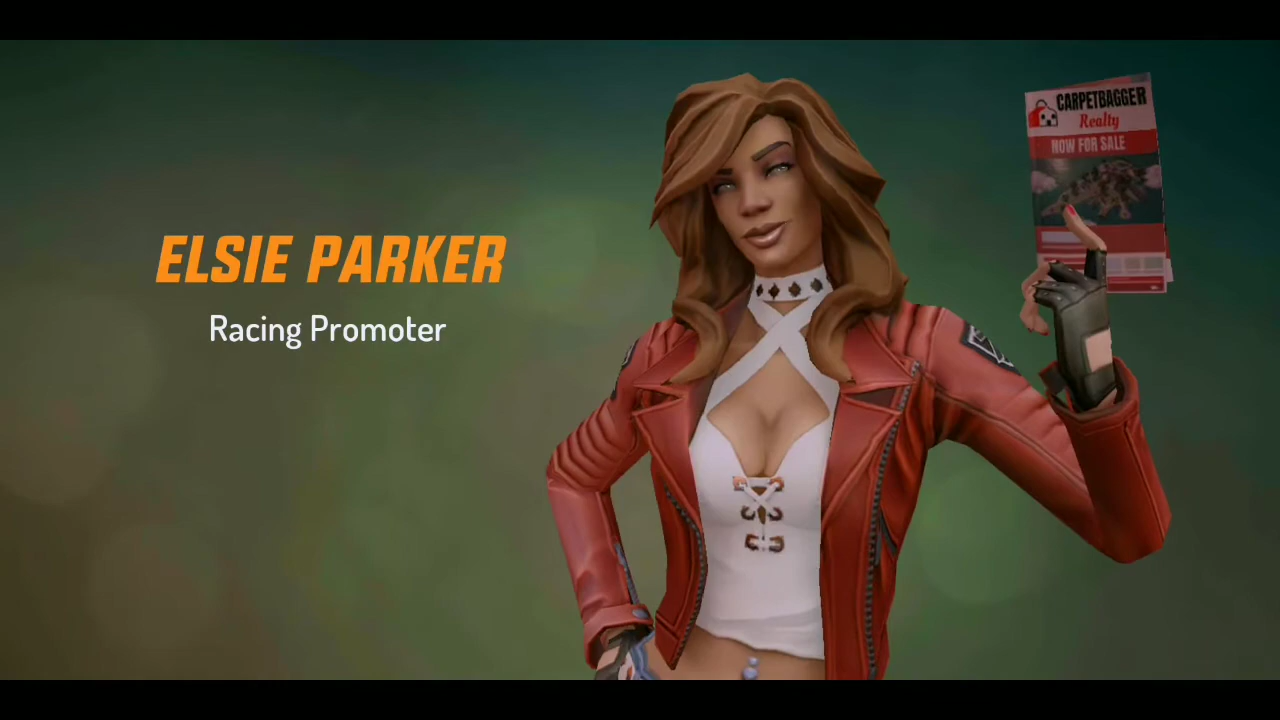 ELSIE PARKER
Racing Promoter
CARPETBAGGER
Realty
NOW FOR SALE